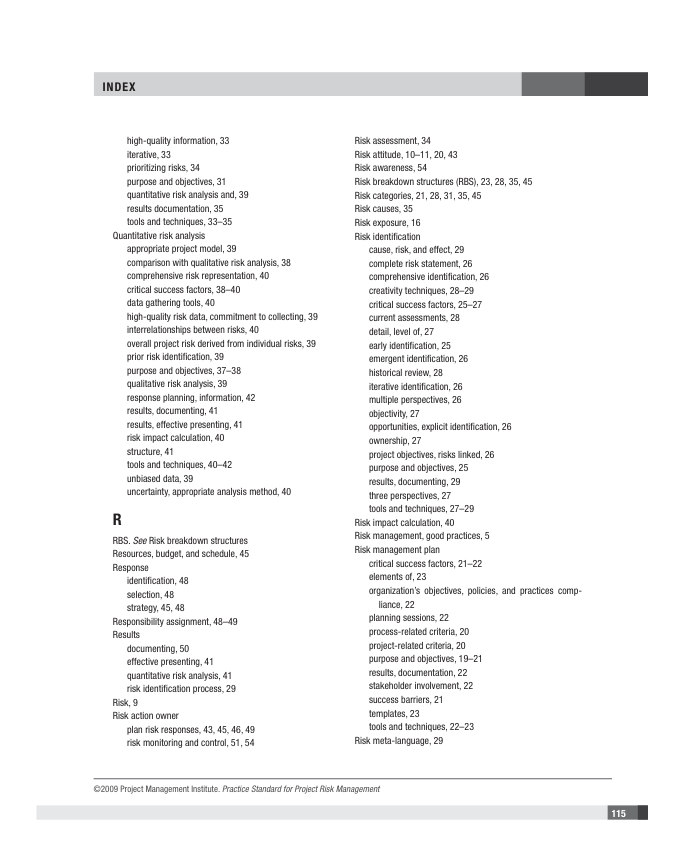 INDEX
high-quality information, 33
iterative, 33
prioritizing risks, 34
purpose and objectives, 31
quantitative risk analysis and, 39
results documentation, 35
tools and techniques, 33–35
Quantitative risk analysis
appropriate project model, 39
comparison with qualitative risk analysis, 38
comprehensive risk representation, 40
critical success factors, 38–40
data gathering tools, 40
high-quality risk data, commitment to collecting, 39
interrelationships between risks, 40
overall project risk derived from individual risks, 39
prior risk identification, 39
purpose and objectives, 37–38
qualitative risk analysis, 39
response planning, information, 42
results, documenting, 41
results, effective presenting, 41
risk impact calculation, 40
structure, 41
tools and techniques, 40–42
unbiased data, 39
uncertainty, appropriate analysis method, 40
R
RBS. See Risk breakdown structures
Resources, budget, and schedule, 45
Response
identification, 48
selection, 48
strategy, 45, 48
Responsibility assignment, 48–49
Results
documenting, 50
effective presenting, 41
quantitative risk analysis, 41
risk identification process, 29
Risk, 9
Risk action owner
plan risk responses, 43, 45, 46, 49
risk monitoring and control, 51, 54
Risk assessment, 34
Risk attitude, 10–11, 20, 43
Risk awareness, 54
Risk breakdown structures (RBS), 23, 28, 35, 45
Risk categories, 21, 28, 31, 35, 45
Risk causes, 35
Risk exposure, 16
Risk identification
cause, risk, and effect, 29
complete risk statement, 26
comprehensive identification, 26
creativity techniques, 28–29
critical success factors, 25–27
current assessments, 28
detail, level of, 27
early identification, 25
emergent identification, 26
historical review, 28
iterative identification, 26
multiple perspectives, 26
objectivity, 27
opportunities, explicit identification, 26
ownership, 27
project objectives, risks linked, 26
purpose and objectives, 25
results, documenting, 29
three perspectives, 27
tools and techniques, 27–29
Risk impact calculation, 40
Risk management, good practices, 5
Risk management plan
critical success factors, 21–22
elements of, 23
organization's objectives, policies, and practices comp-
liance, 22
planning sessions, 22
process-related criteria, 20
project-related criteria, 20
purpose and objectives, 19–21
results, documentation, 22
stakeholder involvement, 22
success barriers, 21
templates, 23
tools and techniques, 22–23
Risk meta-language, 29
©2009 Project Management Institute. Practice Standard for Project Risk Management
115